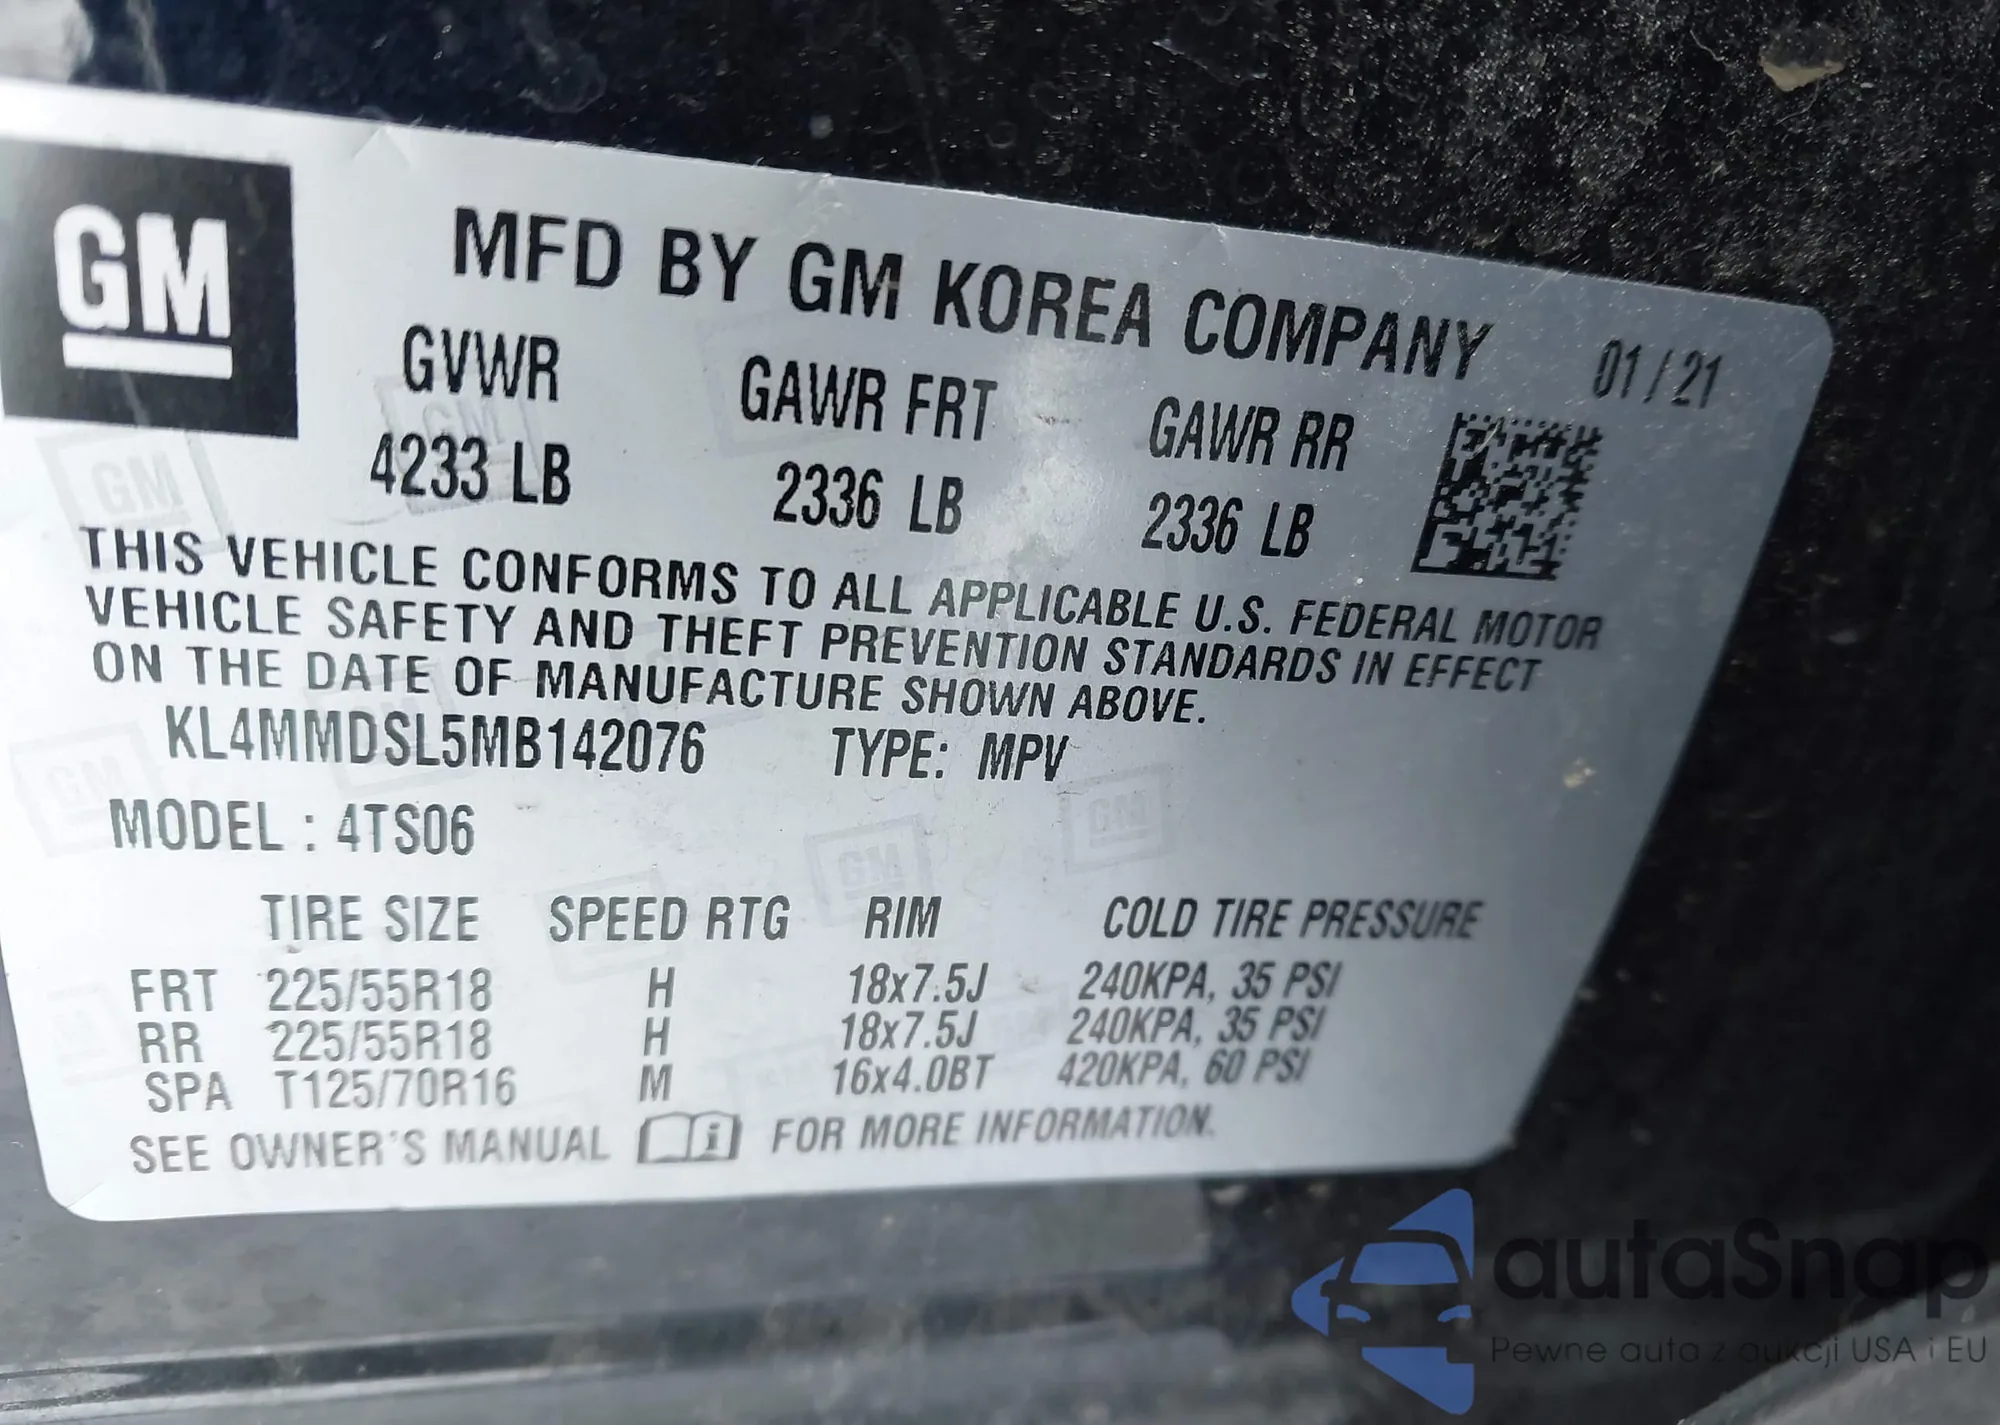 GM
MFD BY GM KOREA COMPANY
01/21
GVWR GAWR FRT GAWR RR
4233 LB 2336 LB 2336 LB
THIS VEHICLE CONFORMS TO ALL APPLICABLE U.S. FEDERAL MOTOR
VEHICLE SAFETY AND THEFT PREVENTION STANDARDS IN EFFECT
ON THE DATE OF MANUFACTURE SHOWN ABOVE.
KL4MMDSL5MB142076 TYPE: MPV
MODEL : 4TS06
TIRE SIZE SPEED RTG RIM COLD TIRE PRESSURE
FRT 225/55R18 H 18x7.5J 240KPA, 35 PSI
RR 225/55R18 H 18x7.5J 240KPA, 35 PSI
SPA T125/70R16 M 16x4.0BT 420KPA, 60 PSI
SEE OWNER'S MANUAL i FOR MORE INFORMATION.
autaSnap
Pewne auta z aukcji USA i EU